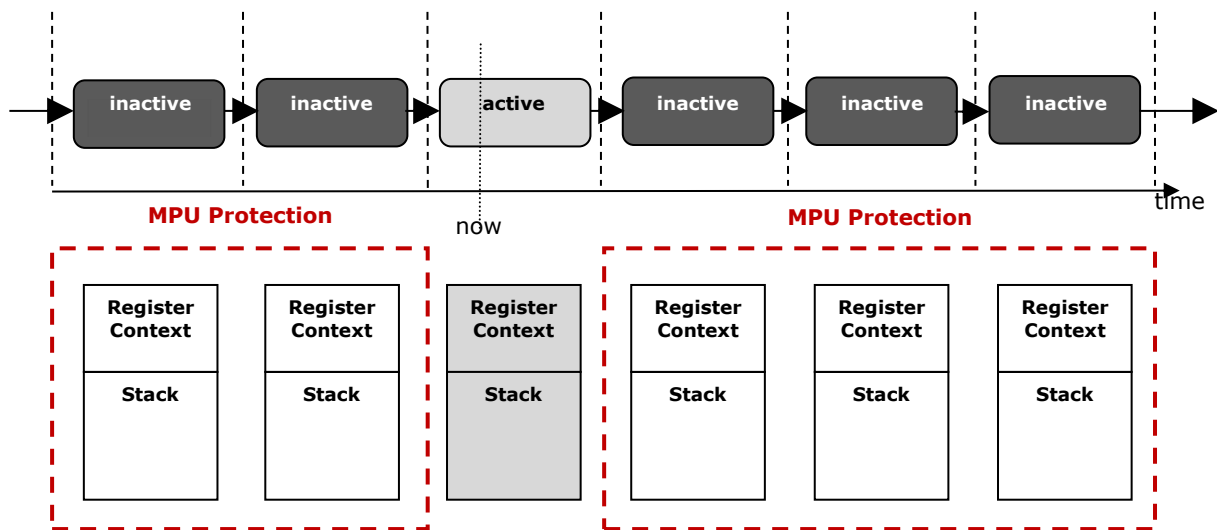 inactive
inactive
active
inactive
inactive
inactive
MPU Protection
now
MPU Protection
time
Register
Context
Stack
Register
Context
Stack
Register
Context
Stack
Register
Context
Stack
Register
Context
Stack
Register
Context
Stack